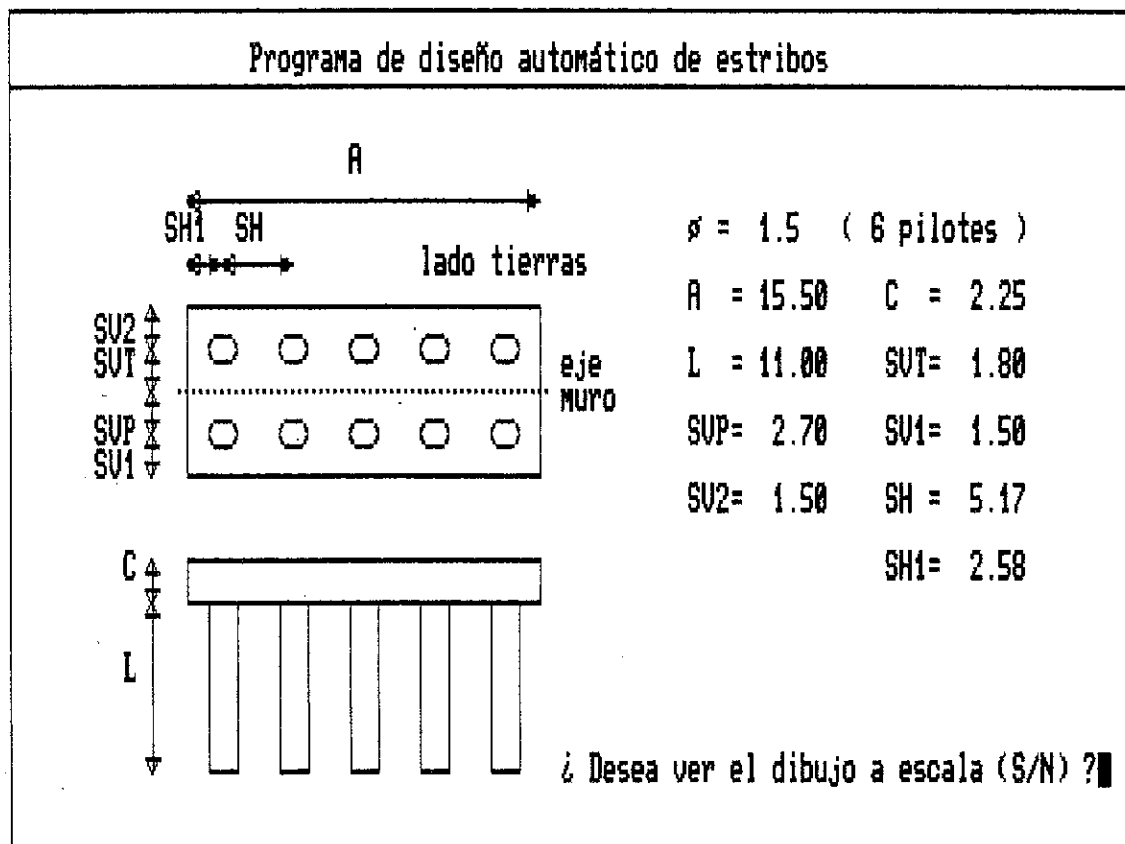 Programa de diseño automático de estribos
A
SH1 SH
lado tierras
SV2
SVT
SVP
SV1
eje
muro
C
L
ø = 1.5 ( 6 pilotes )
A = 15.50 C = 2.25
L = 11.00 SVT= 1.80
SVP= 2.70 SV1= 1.50
SV2= 1.50 SH = 5.17
SH1= 2.58
¿ Desea ver el dibujo a escala (S/N) ?